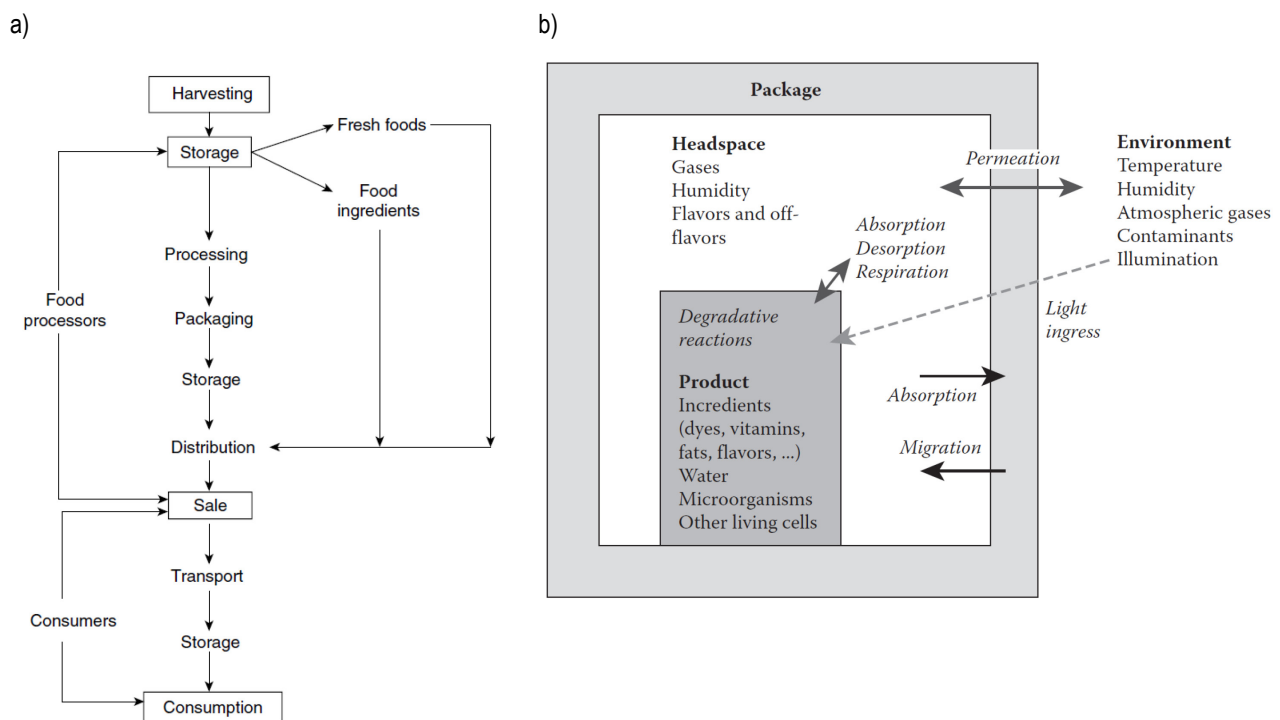 a)
Harvesting
Storage
Fresh foods
Food
ingredients
Processing
Food
processors
Packaging
Storage
Distribution
Sale
Transport
Consumers
Storage
Consumption
b)
Package
Headspace
Gases
Humidity
Flavors and off-
flavors
Permeation
Environment
Temperature
Humidity
Atmospheric gases
Contaminants
Illumination
Absorption
Desorption
Respiration
Light
ingress
Degradative
reactions
Product
Incredients
(dyes, vitamins,
fats, flavors, ...)
Water
Microorganisms
Other living cells
Absorption
Migration